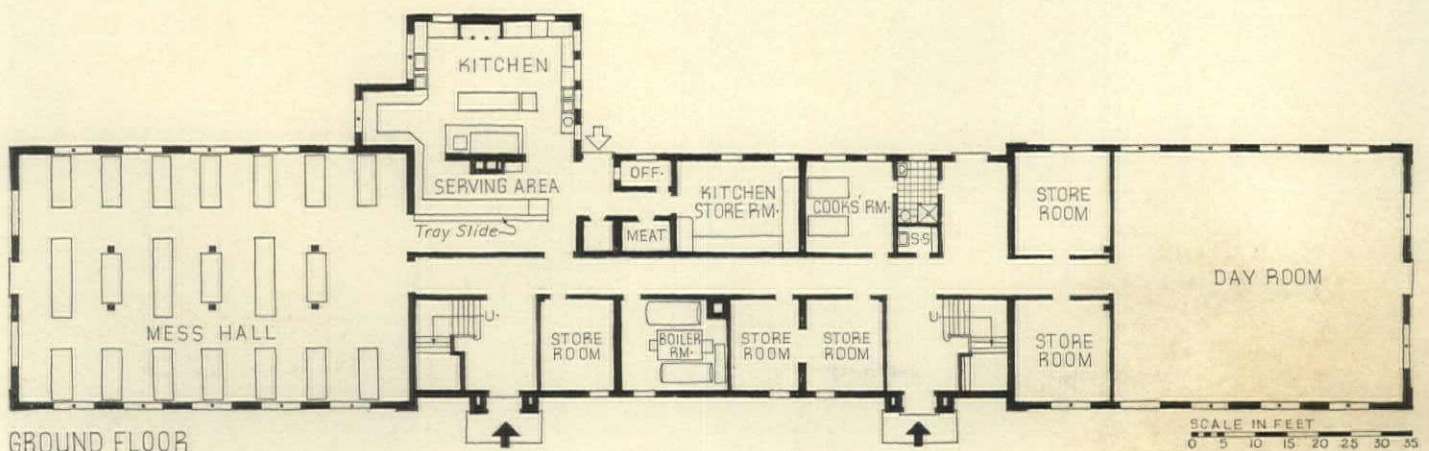 KITCHEN
SERVING AREA
Tray Slide
OFF.
MEAT
KITCHEN
STORE RM.
COOKS' RM.
S·S
STORE
ROOM
DAY ROOM
MESS HALL
U.
STORE
ROOM
BOILER
RM.
STORE
ROOM
STORE
ROOM
U
STORE
ROOM
GROUND FLOOR
SCALE IN FEET
0 5 10 15 20 25 30 35